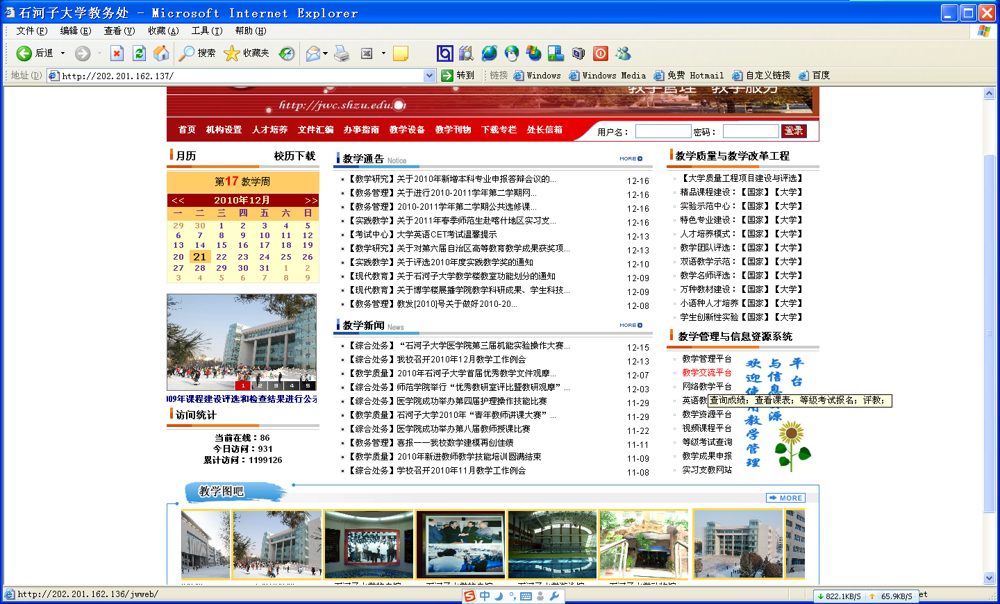 石河子大学教务处 - Microsoft Internet Explorer
文件(F) 编辑(E) 查看(V) 收藏(A) 工具(T) 帮助(H)
后退 搜索 收藏夹
地址(D) http://202.201.162.137/ 转到 链接 Windows Windows Media 免费 Hotmail 自定义链接 百度
教学管理 教学服务
http://jwc.shzu.edu.cn
首页 机构设置 人才培养 文件汇编 办事指南 教学设备 教学刊物 下载专栏 处长信箱 用户名： 密码： 登录
月历 校历下载
第17教学周
<< 2010年12月 >>
一 二 三 四 五 六 日
29 30 1 2 3 4 5
6 7 8 9 10 11 12
13 14 15 16 17 18 19
20 21 22 23 24 25 26
27 28 29 30 31 1 2
3 4 5 6 7 8 9
1 2 3 4 5
09年课程建设评选和检查结果进行公示
访问统计
当前在线：86
今日访问：931
累计访问：1199126
教学通告 Notice MORE
【教学研究】关于2010年新增本科专业申报答辩会议的... 12-16
【教务管理】关于进行2010-2011学年第二学期网... 12-16
【教务管理】2010-2011学年第二学期公共选修课... 12-16
【实践教学】关于2011年春季师范生赴喀什地区实习支... 12-16
【考试中心】大学英语CET考试温馨提示 12-13
【教学研究】关于对第六届自治区高等教育教学成果获奖项... 12-13
【实践教学】关于评选2010年度实践教学奖的通知 12-10
【现代教育】关于石河子大学教学楼教室功能划分的通知 12-09
【现代教育】关于博学楼展播学院教学科研成果、学生科技... 12-09
【教务管理】教发[2010]号关于做好2010-20... 12-08
教学新闻 News MORE
【综合处务】“石河子大学医学院第三届机能实验操作大赛... 12-15
【综合处务】我校召开2010年12月教学工作例会 12-13
【教学质量】2010年石河子大学首届优秀教学文件观摩... 12-07
【综合处务】师范学院举行“优秀教研室评比暨教研观摩”... 12-03
【综合处务】医学院成功举办第四届护理操作技能比赛 11-29
【教学质量】石河子大学2010年“青年教师讲课大赛”... 11-29
【综合处务】医学院成功举办第八届教师授课比赛 11-22
【教务管理】喜报——我校数学建模再创佳绩 11-11
【教学质量】2010年新进教师教学技能培训圆满结束 11-09
【综合处务】学校召开2010年11月教学工作例会 11-08
教学质量与教学改革工程
【大学质量工程项目建设与评选】
精品课程建设：【国家】【大学】
实验示范中心：【国家】【大学】
特色专业建设：【国家】【大学】
人才培养模式：【国家】【大学】
教学团队评选：【国家】【大学】
双语教学示范：【国家】【大学】
教学名师评选：【国家】【大学】
万种教材建设：【国家】【大学】
小语种人才培养【国家】【大学】
学生创新性实验【国家】【大学】
教学管理与信息资源系统
教学管理平台
教学交流平台
网络教学平台
英语教
查询成绩；查看课表；等级考试报名；评教；
教学资源平台
视频课程平台
等级考试查询
教学成果申报
实习支教网站
欢迎使用教学管理
与信息资源
平台
教学图吧 MORE
http://202.201.162.136/jwweb/
中
822.1KB/S 65.9KB/S et